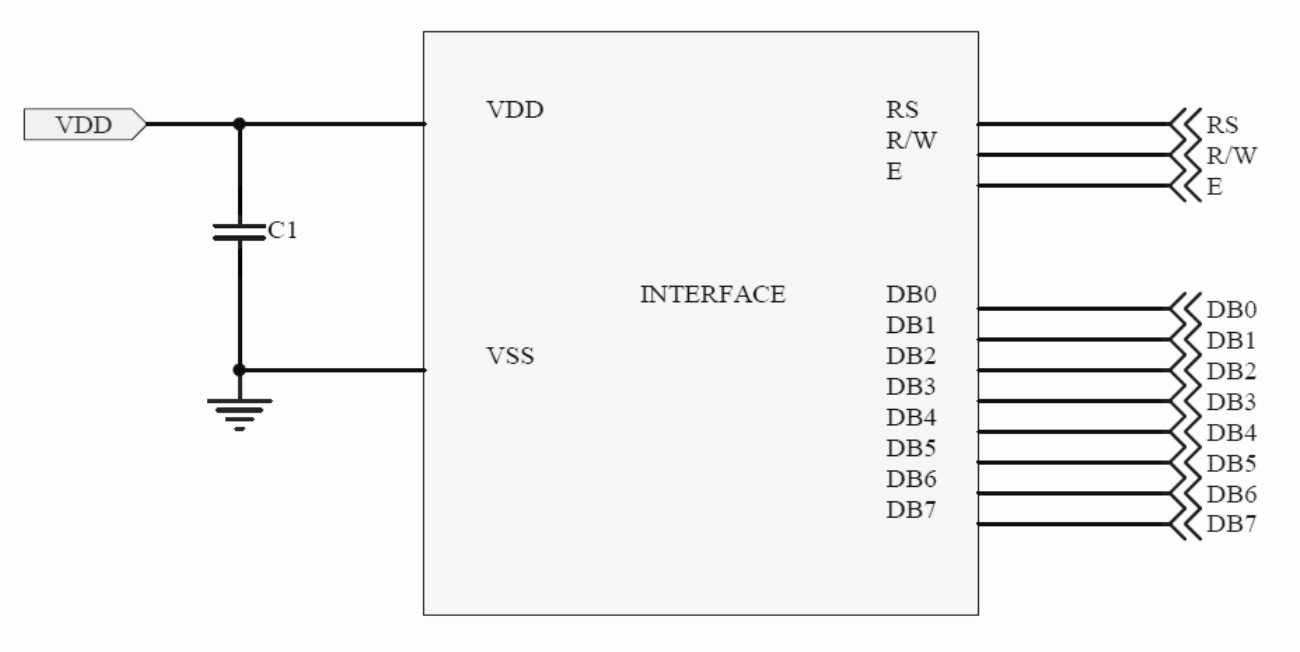 VDD
VDD
RS
RS
R/W
R/W
E
E
C1
INTERFACE
DB0
DB0
DB1
DB1
VSS
DB2
DB2
DB3
DB3
DB4
DB4
DB5
DB5
DB6
DB6
DB7
DB7